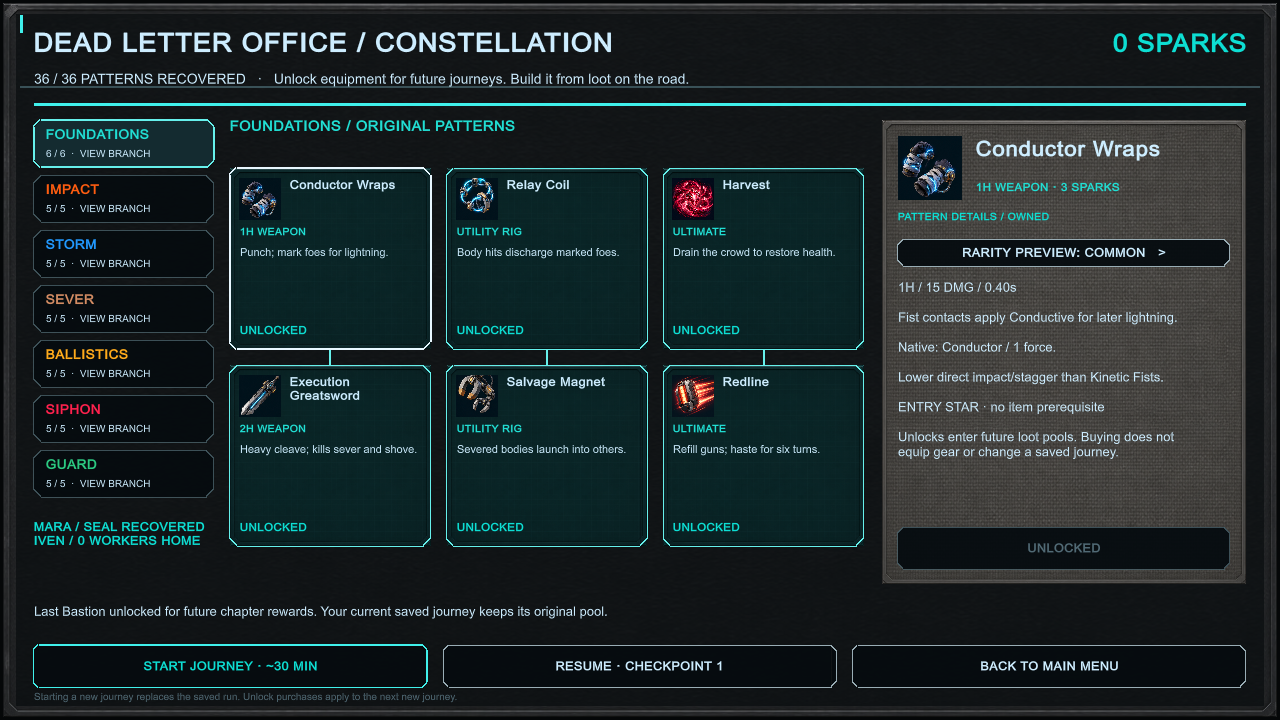 DEAD LETTER OFFICE / CONSTELLATION
0 SPARKS
36 / 36 PATTERNS RECOVERED · Unlock equipment for future journeys. Build it from loot on the road.
FOUNDATIONS
6 / 6 · VIEW BRANCH
IMPACT
5 / 5 · VIEW BRANCH
STORM
5 / 5 · VIEW BRANCH
SEVER
5 / 5 · VIEW BRANCH
BALLISTICS
5 / 5 · VIEW BRANCH
SIPHON
5 / 5 · VIEW BRANCH
GUARD
5 / 5 · VIEW BRANCH
MARA / SEAL RECOVERED
IVEN / 0 WORKERS HOME
FOUNDATIONS / ORIGINAL PATTERNS
Conductor Wraps
1H WEAPON
Punch; mark foes for lightning.
UNLOCKED
Relay Coil
UTILITY RIG
Body hits discharge marked foes.
UNLOCKED
Harvest
ULTIMATE
Drain the crowd to restore health.
UNLOCKED
Execution
Greatsword
2H WEAPON
Heavy cleave; kills sever and shove.
UNLOCKED
Salvage Magnet
UTILITY RIG
Severed bodies launch into others.
UNLOCKED
Redline
ULTIMATE
Refill guns; haste for six turns.
UNLOCKED
Conductor Wraps
1H WEAPON · 3 SPARKS
PATTERN DETAILS / OWNED
RARITY PREVIEW: COMMON >
1H / 15 DMG / 0.40s
Fist contacts apply Conductive for later lightning.
Native: Conductor / 1 force.
Lower direct impact/stagger than Kinetic Fists.
ENTRY STAR · no item prerequisite
Unlocks enter future loot pools. Buying does not
equip gear or change a saved journey.
UNLOCKED
Last Bastion unlocked for future chapter rewards. Your current saved journey keeps its original pool.
START JOURNEY · ~30 MIN
RESUME · CHECKPOINT 1
BACK TO MAIN MENU
Starting a new journey replaces the saved run. Unlock purchases apply to the next new journey.